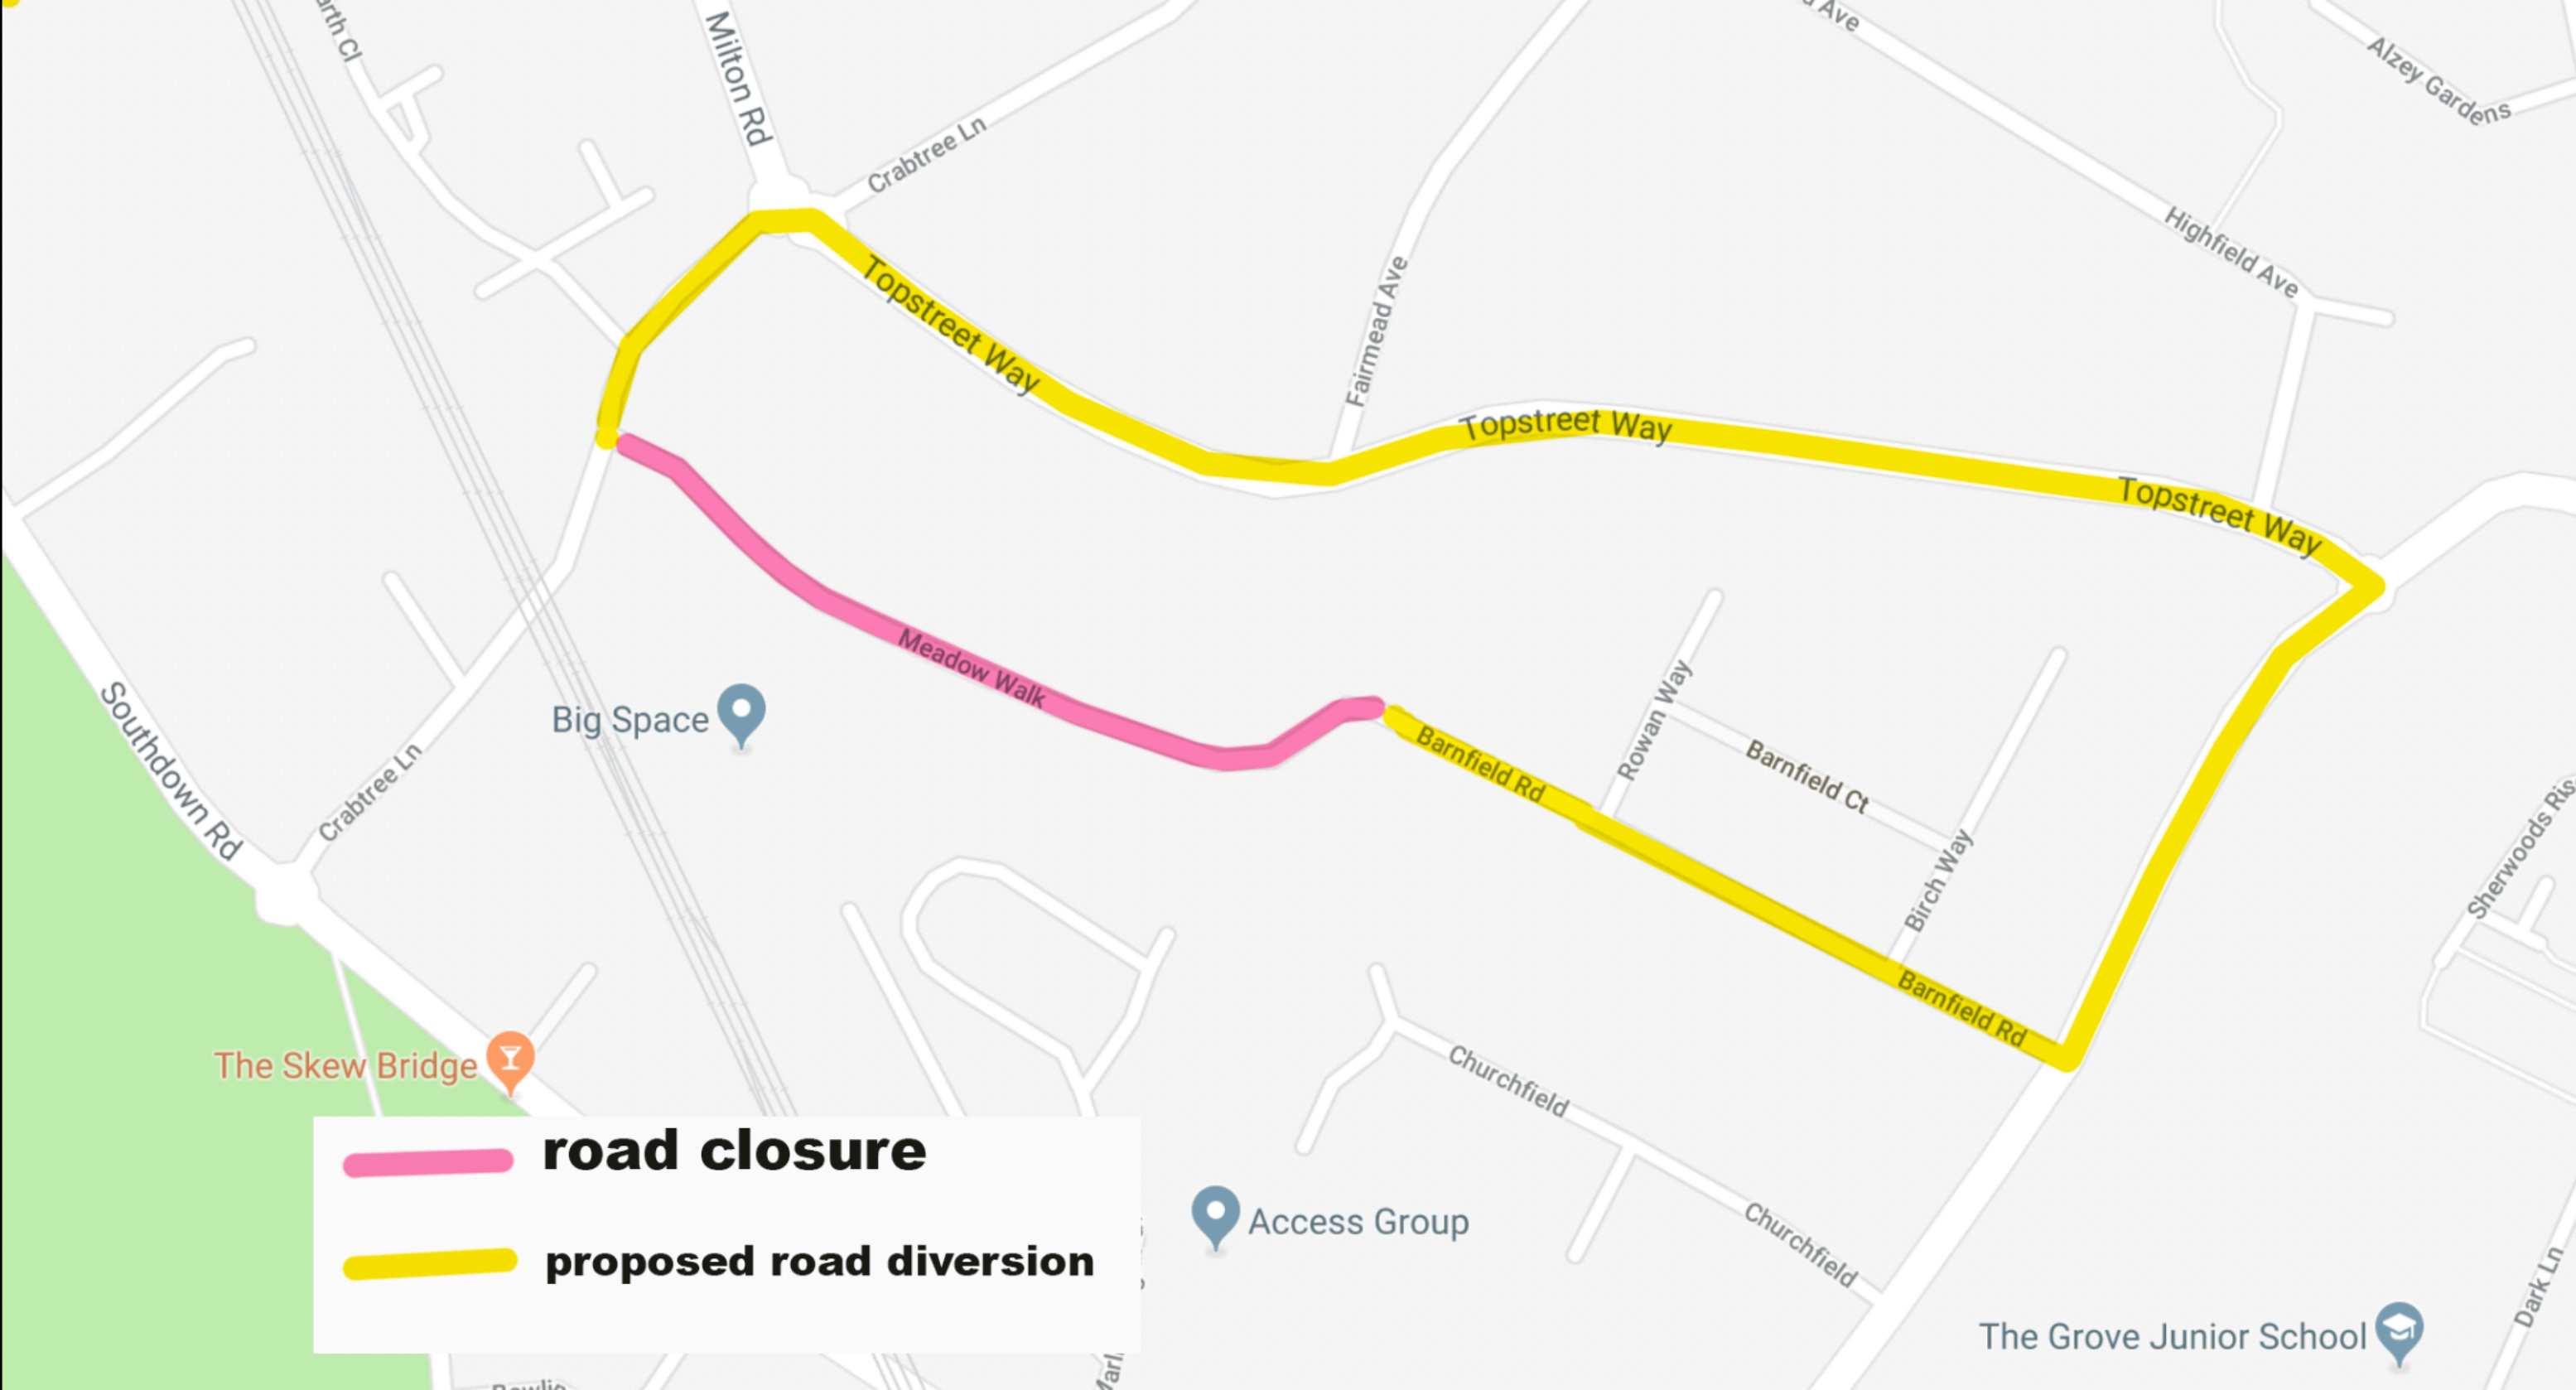 Milton Rd
Crabtree Ln
Alzey Gardens
Highfield Ave
Topstreet Way
Fairmead Ave
Topstreet Way
Topstreet Way
Meadow Walk
Big Space
Southdown Rd
Crabtree Ln
Barnfield Rd
Rowan Way
Barnfield Ct
Birch Way
Barnfield Rd
The Skew Bridge
Churchfield
Churchfield
Access Group
The Grove Junior School
Dark Ln
road closure
proposed road diversion